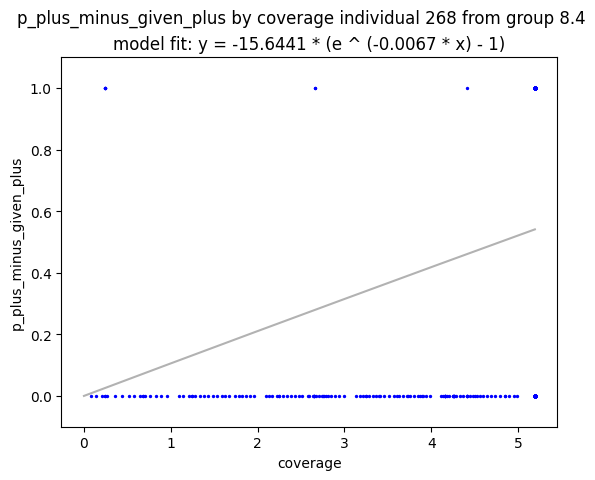 p_plus_minus_given_plus by coverage individual 268 from group 8.4
model fit: y = -15.6441 * (e ^ (-0.0067 * x) - 1)
1.0
0.8
0.6
0.4
0.2
0.0
p_plus_minus_given_plus
0 1 2 3 4 5
coverage